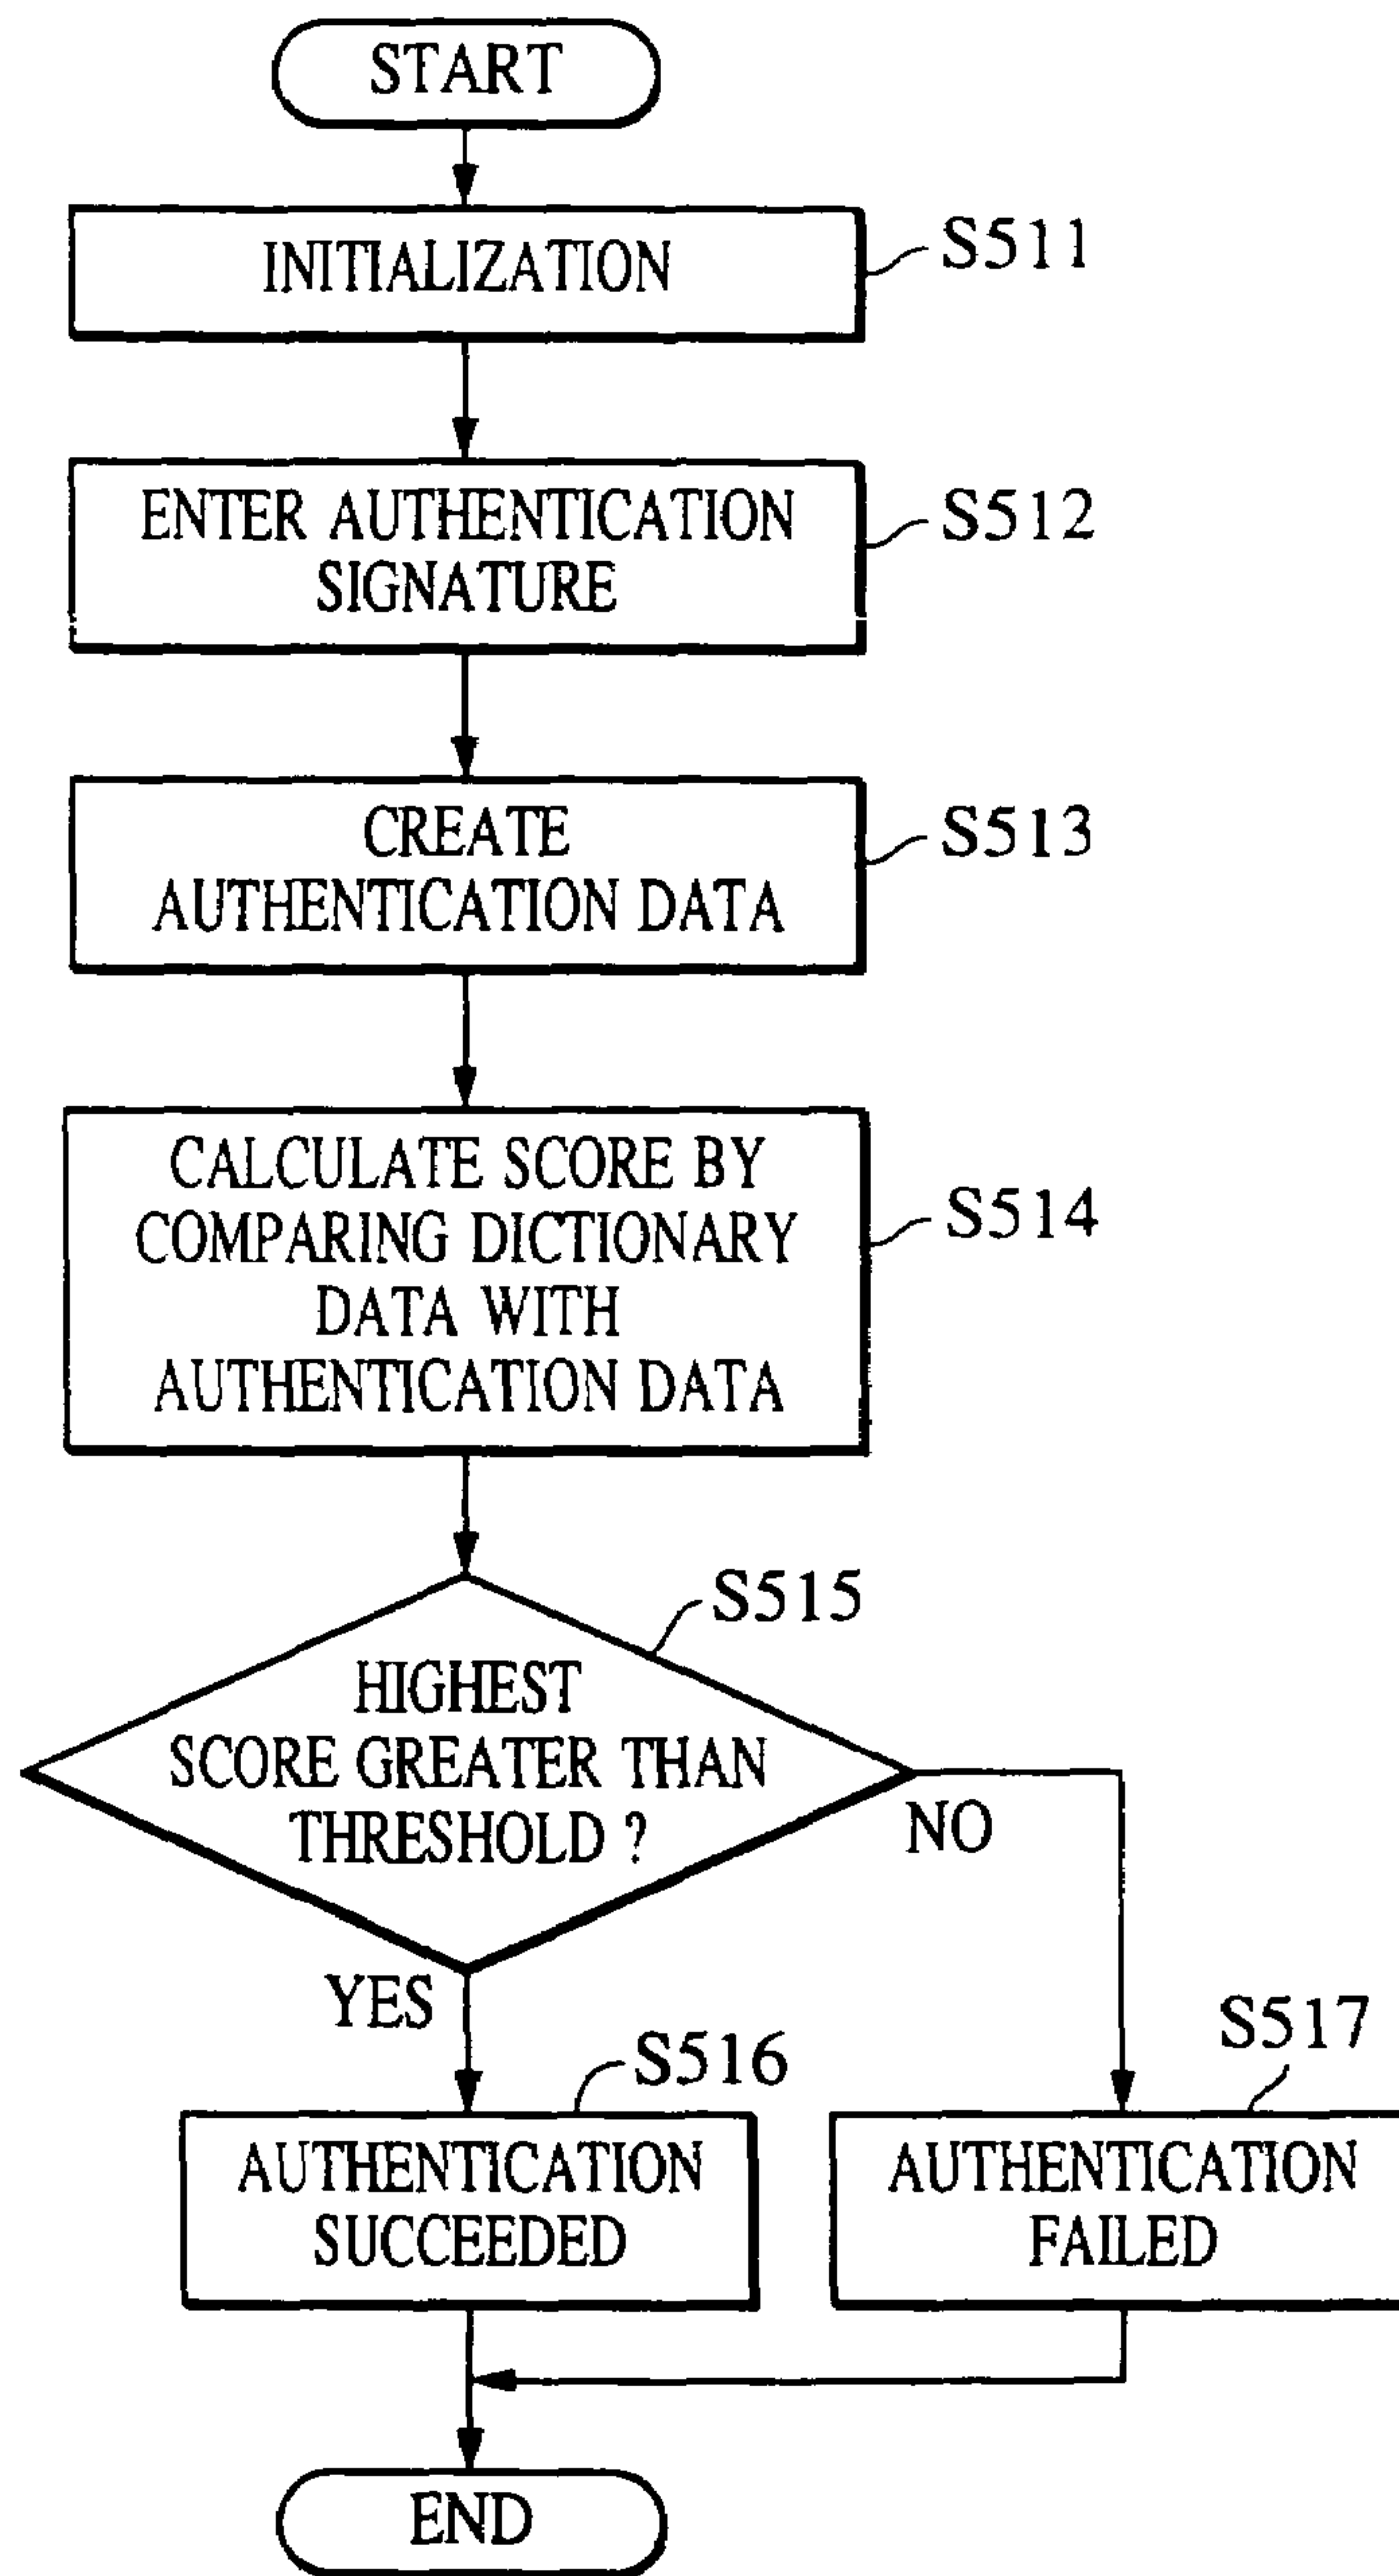 START
INITIALIZATION
S511
ENTER AUTHENTICATION
SIGNATURE
S512
CREATE
AUTHENTICATION DATA
S513
CALCULATE SCORE BY
COMPARING DICTIONARY
DATA WITH
AUTHENTICATION DATA
S514
S515
HIGHEST
SCORE GREATER THAN
THRESHOLD ?
NO
YES
S516
AUTHENTICATION
SUCCEEDED
S517
AUTHENTICATION
FAILED
END